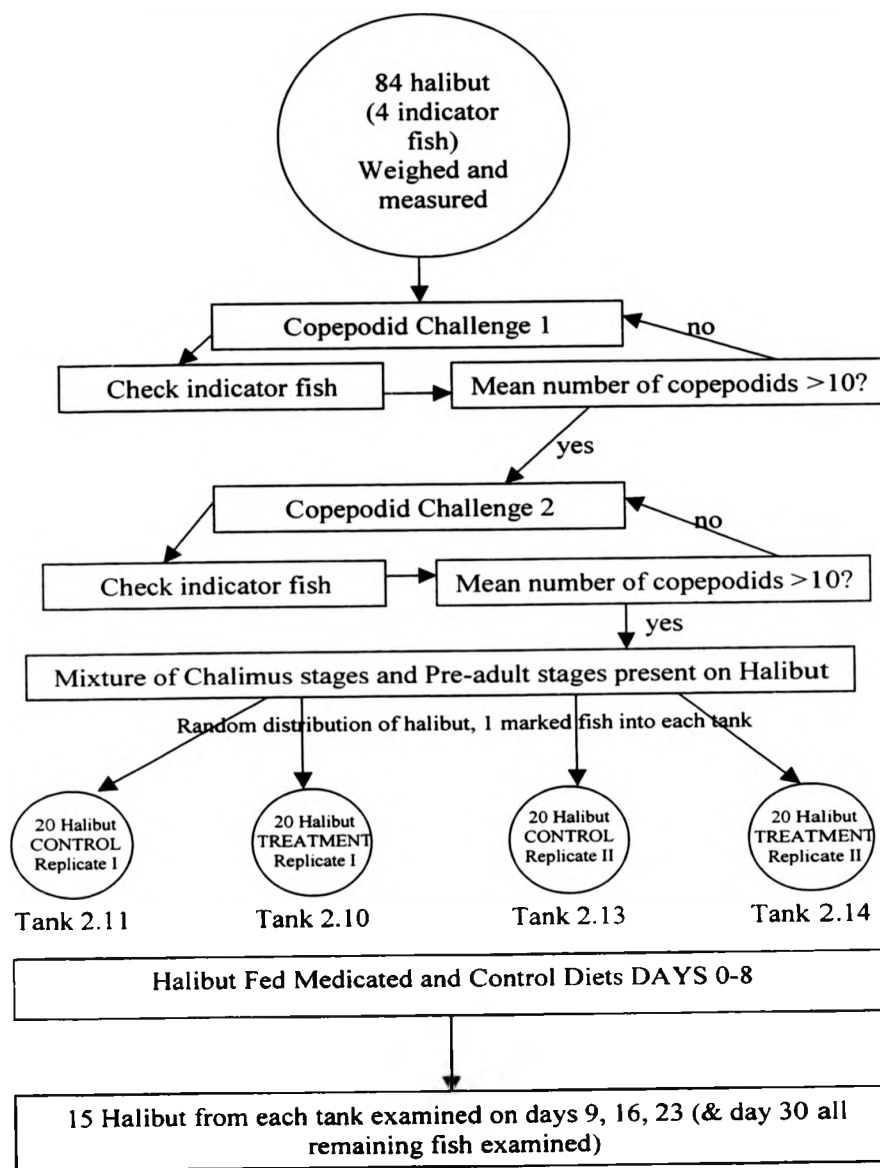 84 halibut
(4 indicator
fish)
Weighed and
measured
Copepodid Challenge 1
no
Check indicator fish
Mean number of copepodids >10?
yes
Copepodid Challenge 2
no
Check indicator fish
Mean number of copepodids >10?
yes
Mixture of Chalimus stages and Pre-adult stages present on Halibut
Random distribution of halibut, 1 marked fish into each tank
20 Halibut
CONTROL
Replicate I
20 Halibut
TREATMENT
Replicate I
20 Halibut
CONTROL
Replicate II
20 Halibut
TREATMENT
Replicate II
Tank 2.11
Tank 2.10
Tank 2.13
Tank 2.14
Halibut Fed Medicated and Control Diets DAYS 0-8
15 Halibut from each tank examined on days 9, 16, 23 (& day 30 all
remaining fish examined)